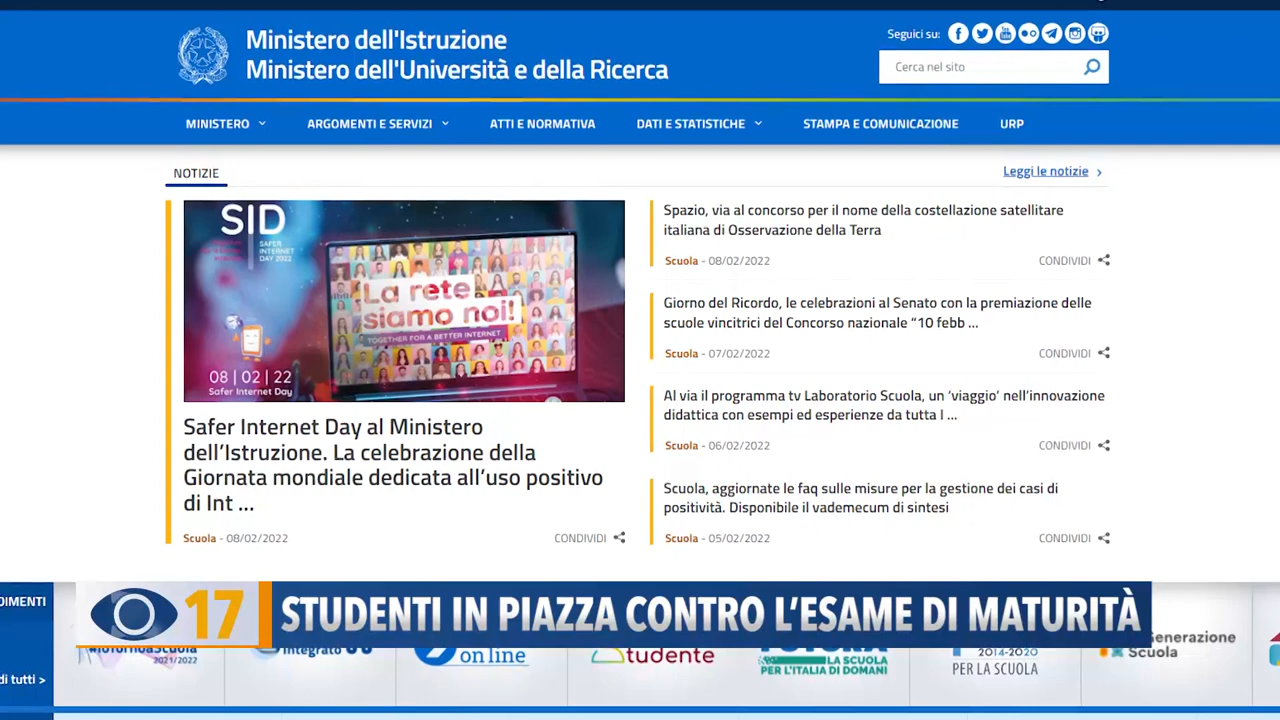 Ministero dell'Istruzione
Ministero dell'Università e della Ricerca
Seguici su:
Cerca nel sito
MINISTERO
ARGOMENTI E SERVIZI
ATTI E NORMATIVA
DATI E STATISTICHE
STAMPA E COMUNICAZIONE
URP
NOTIZIE
Leggi le notizie
SID
SAFER
INTERNET
DAY 2022
La rete
siamo noi!
TOGETHER FOR A BETTER INTERNET
08 | 02 | 22
Safer Internet Day
Safer Internet Day al Ministero
dell’Istruzione. La celebrazione della
Giornata mondiale dedicata all’uso positivo
di Int ...
Scuola - 08/02/2022
CONDIVIDI
Spazio, via al concorso per il nome della costellazione satellitare
italiana di Osservazione della Terra
Scuola - 08/02/2022
CONDIVIDI
Giorno del Ricordo, le celebrazioni al Senato con la premiazione delle
scuole vincitrici del Concorso nazionale “10 febb ...
Scuola - 07/02/2022
CONDIVIDI
Al via il programma tv Laboratorio Scuola, un ‘viaggio’ nell’innovazione
didattica con esempi ed esperienze da tutta l ...
Scuola - 06/02/2022
CONDIVIDI
Scuola, aggiornate le faq sulle misure per la gestione dei casi di
positività. Disponibile il vademecum di sintesi
Scuola - 05/02/2022
CONDIVIDI
17
STUDENTI IN PIAZZA CONTRO L‘ESAME DI MATURITÀ
DIMENTI
di tutti >
#IoTornoaScuola
2021/2022
Integrato
on line
tudente
FUTURA
LA SCUOLA
PER L'ITALIA DI DOMANI
2014-2020
PER LA SCUOLA
Generazione
Scuola